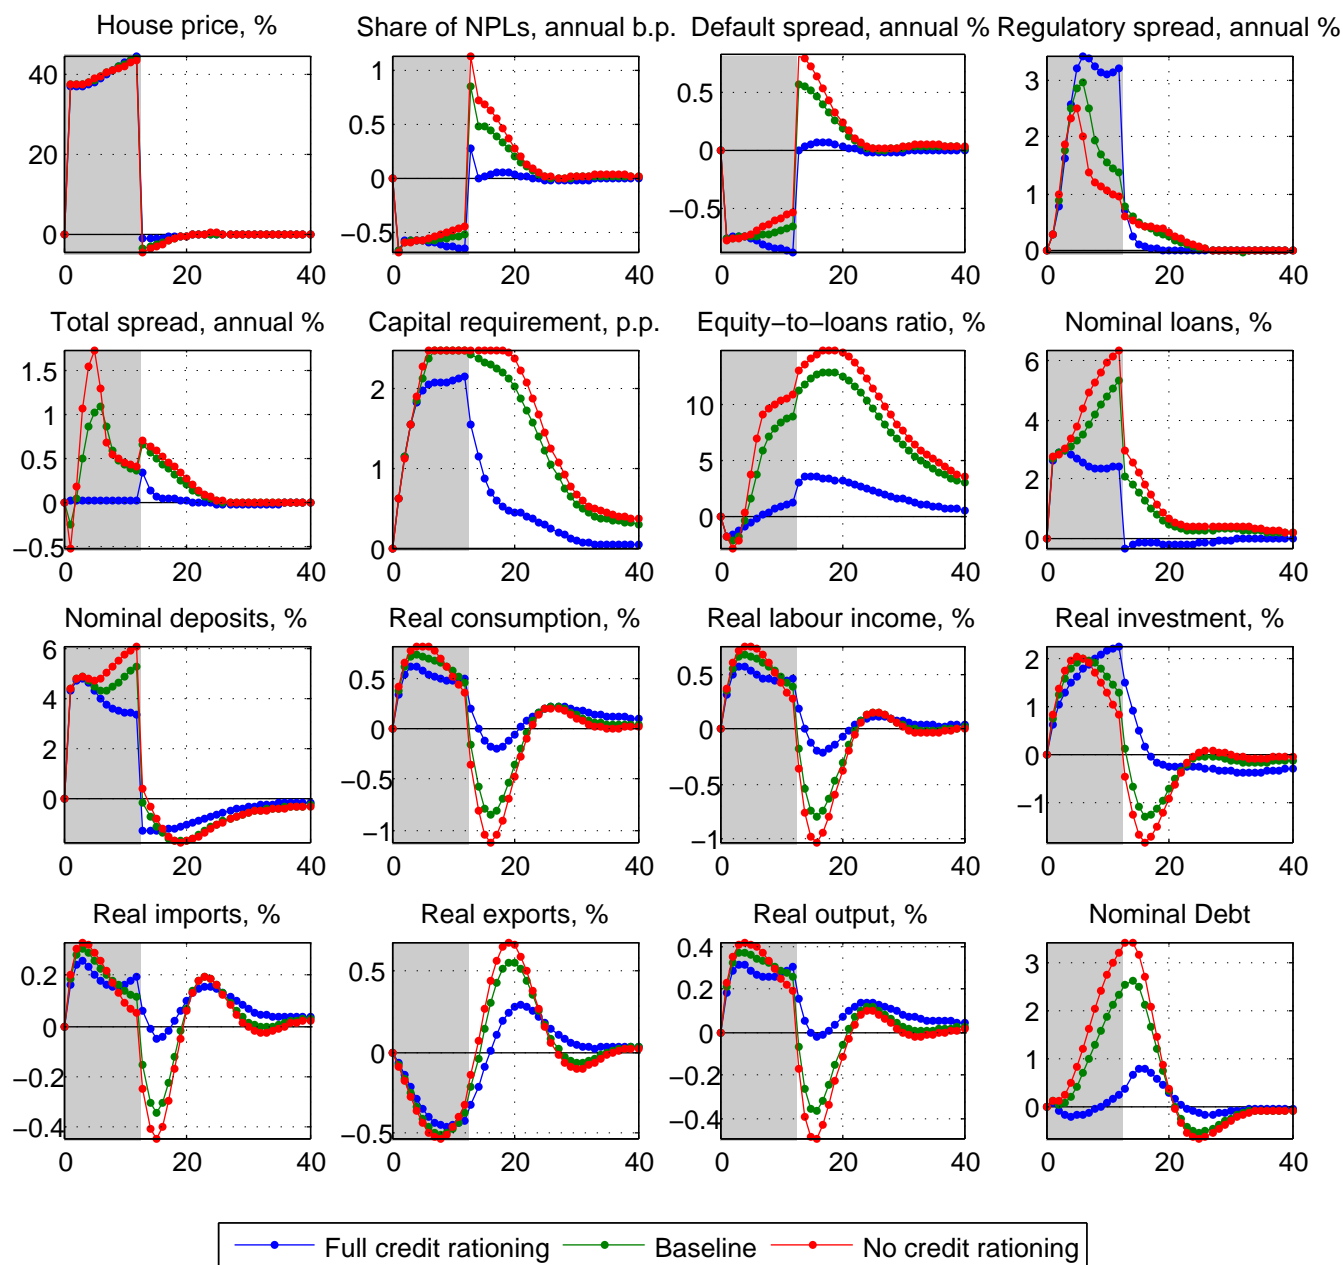 House price, % Share of NPLs, annual b.p. Default spread, annual % Regulatory spread, annual %
40
20
0
0 20 40
1
0.5
0
−0.5
0 20 40
0.5
0
−0.5
0 20 40
3
2
1
0
0 20 40
Total spread, annual % Capital requirement, p.p. Equity−to−loans ratio, % Nominal loans, %
1.5
1
0.5
0
−0.5
0 20 40
2
1
0
0 20 40
10
5
0
0 20 40
6
4
2
0
0 20 40
Nominal deposits, % Real consumption, % Real labour income, % Real investment, %
6
4
2
0
0 20 40
0.5
0
−0.5
−1
0 20 40
0.5
0
−0.5
−1
0 20 40
2
1
0
−1
0 20 40
Real imports, % Real exports, % Real output, % Nominal Debt
0.2
0
−0.2
−0.4
0 20 40
0.5
0
−0.5
0 20 40
0.4
0.2
0
−0.2
−0.4
0 20 40
3
2
1
0
0 20 40
Full credit rationing Baseline No credit rationing